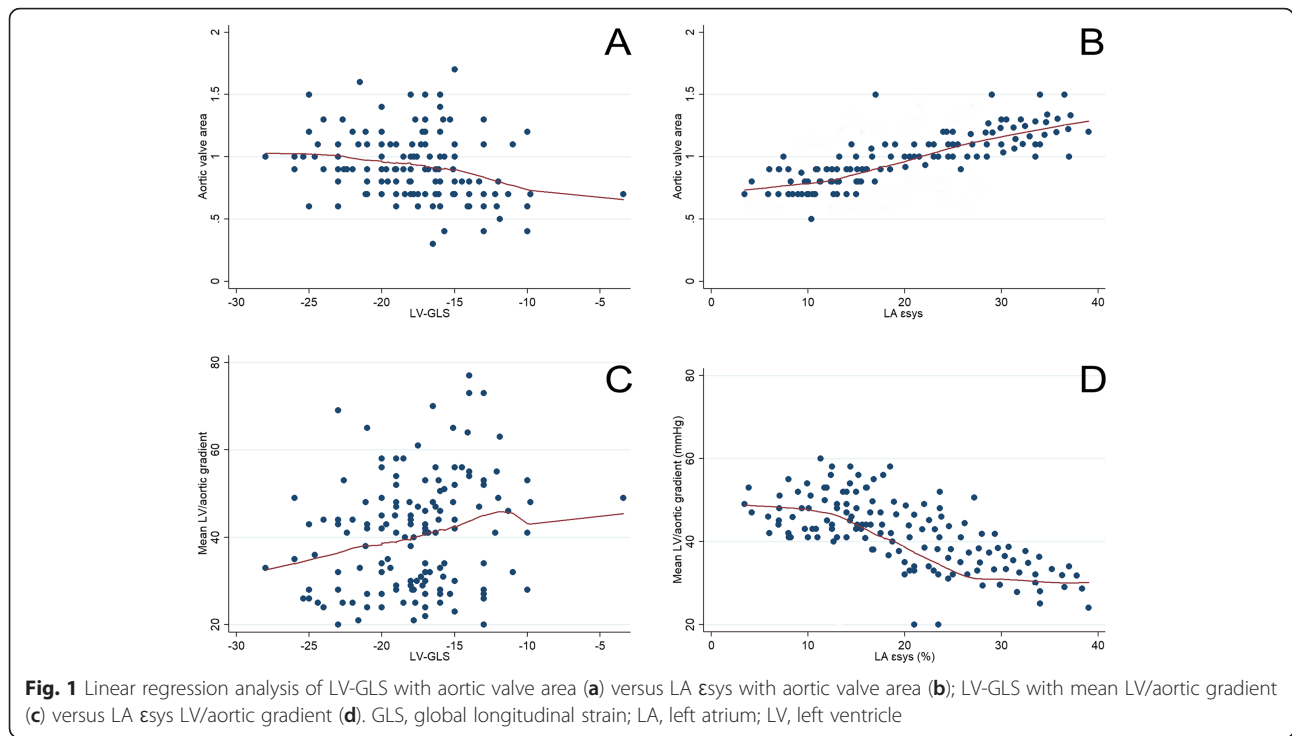 A
Aortic valve area
2
1.5
1
.5
0
-30 -25 -20 -15 -10 -5
LV-GLS
B
Aortic valve area
2
1.5
1
.5
0
0 10 20 30 40
LA εsys
C
Mean LV/aortic gradient
80
60
40
20
-30 -25 -20 -15 -10 -5
LV-GLS
D
Mean LV/aortic gradient (mmHg)
80
60
40
20
0 10 20 30 40
LA εsys (%)
Fig. 1 Linear regression analysis of LV-GLS with aortic valve area (a) versus LA εsys with aortic valve area (b); LV-GLS with mean LV/aortic gradient
(c) versus LA εsys LV/aortic gradient (d). GLS, global longitudinal strain; LA, left atrium; LV, left ventricle